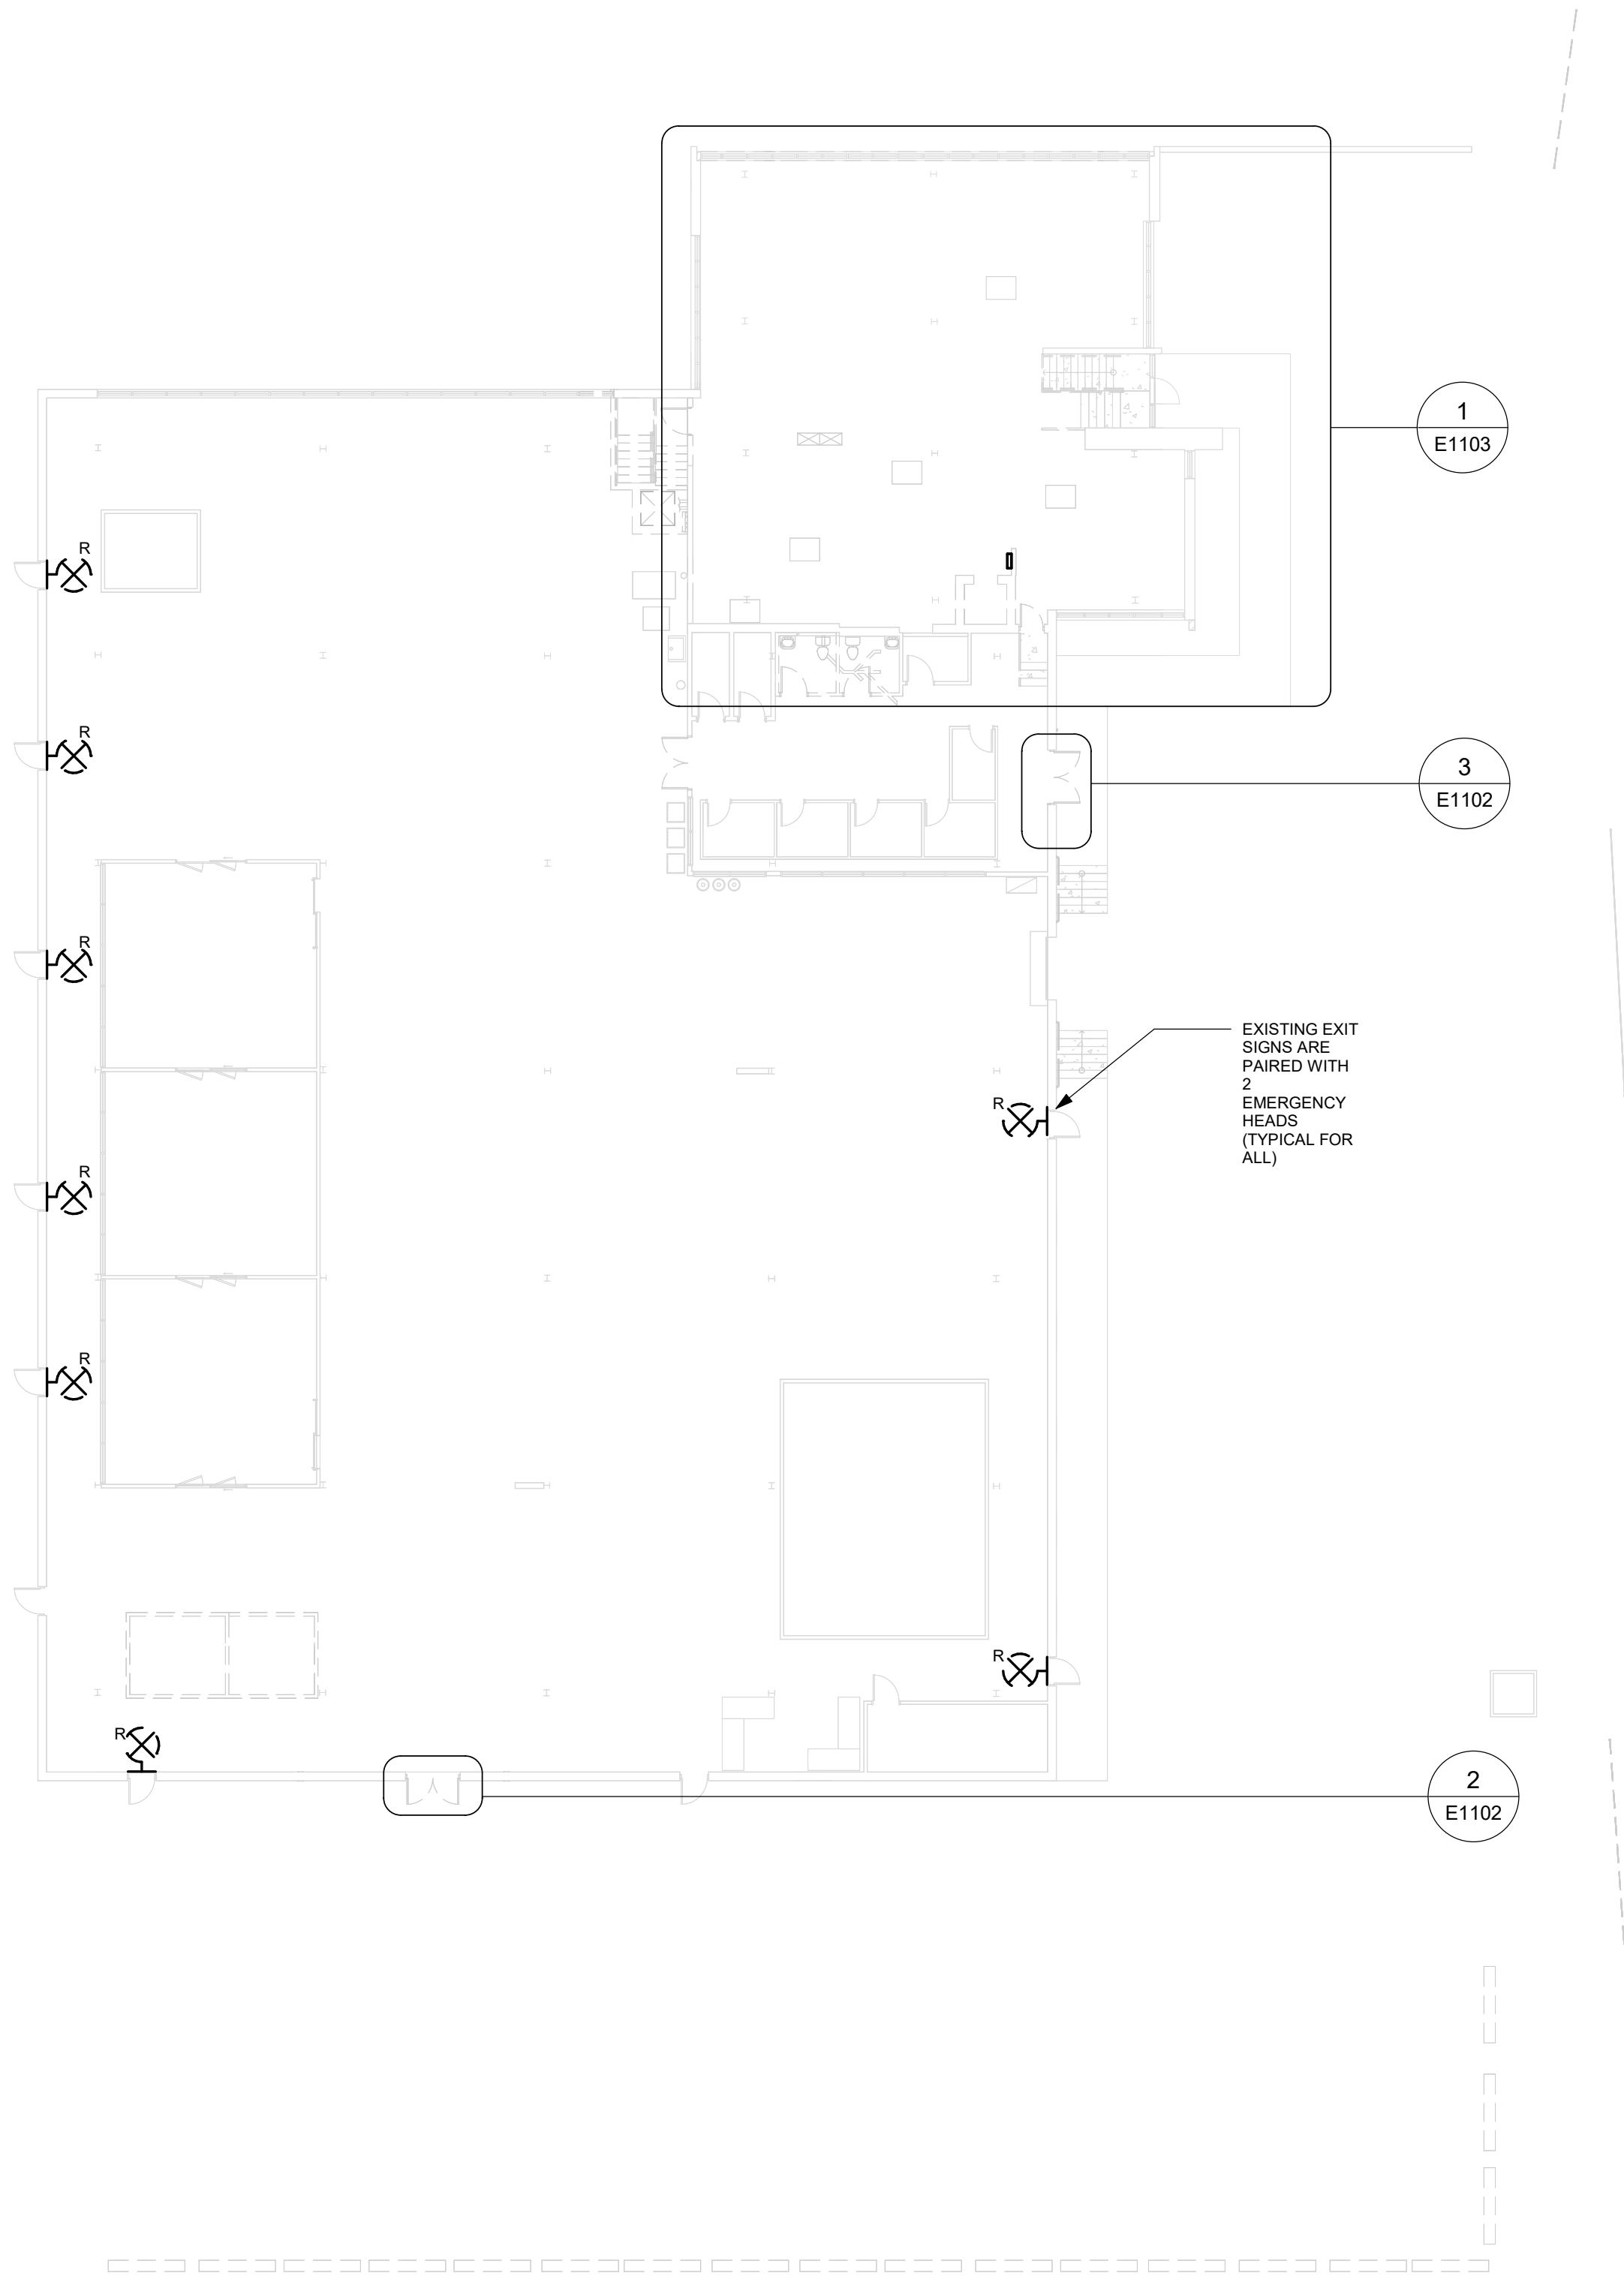 1
E1103
R
R
3
E1102
R
EXISTING EXIT
SIGNS ARE
PAIRED WITH
2
EMERGENCY
HEADS
(TYPICAL FOR
ALL)
R
R
R
R
R
2
E1102